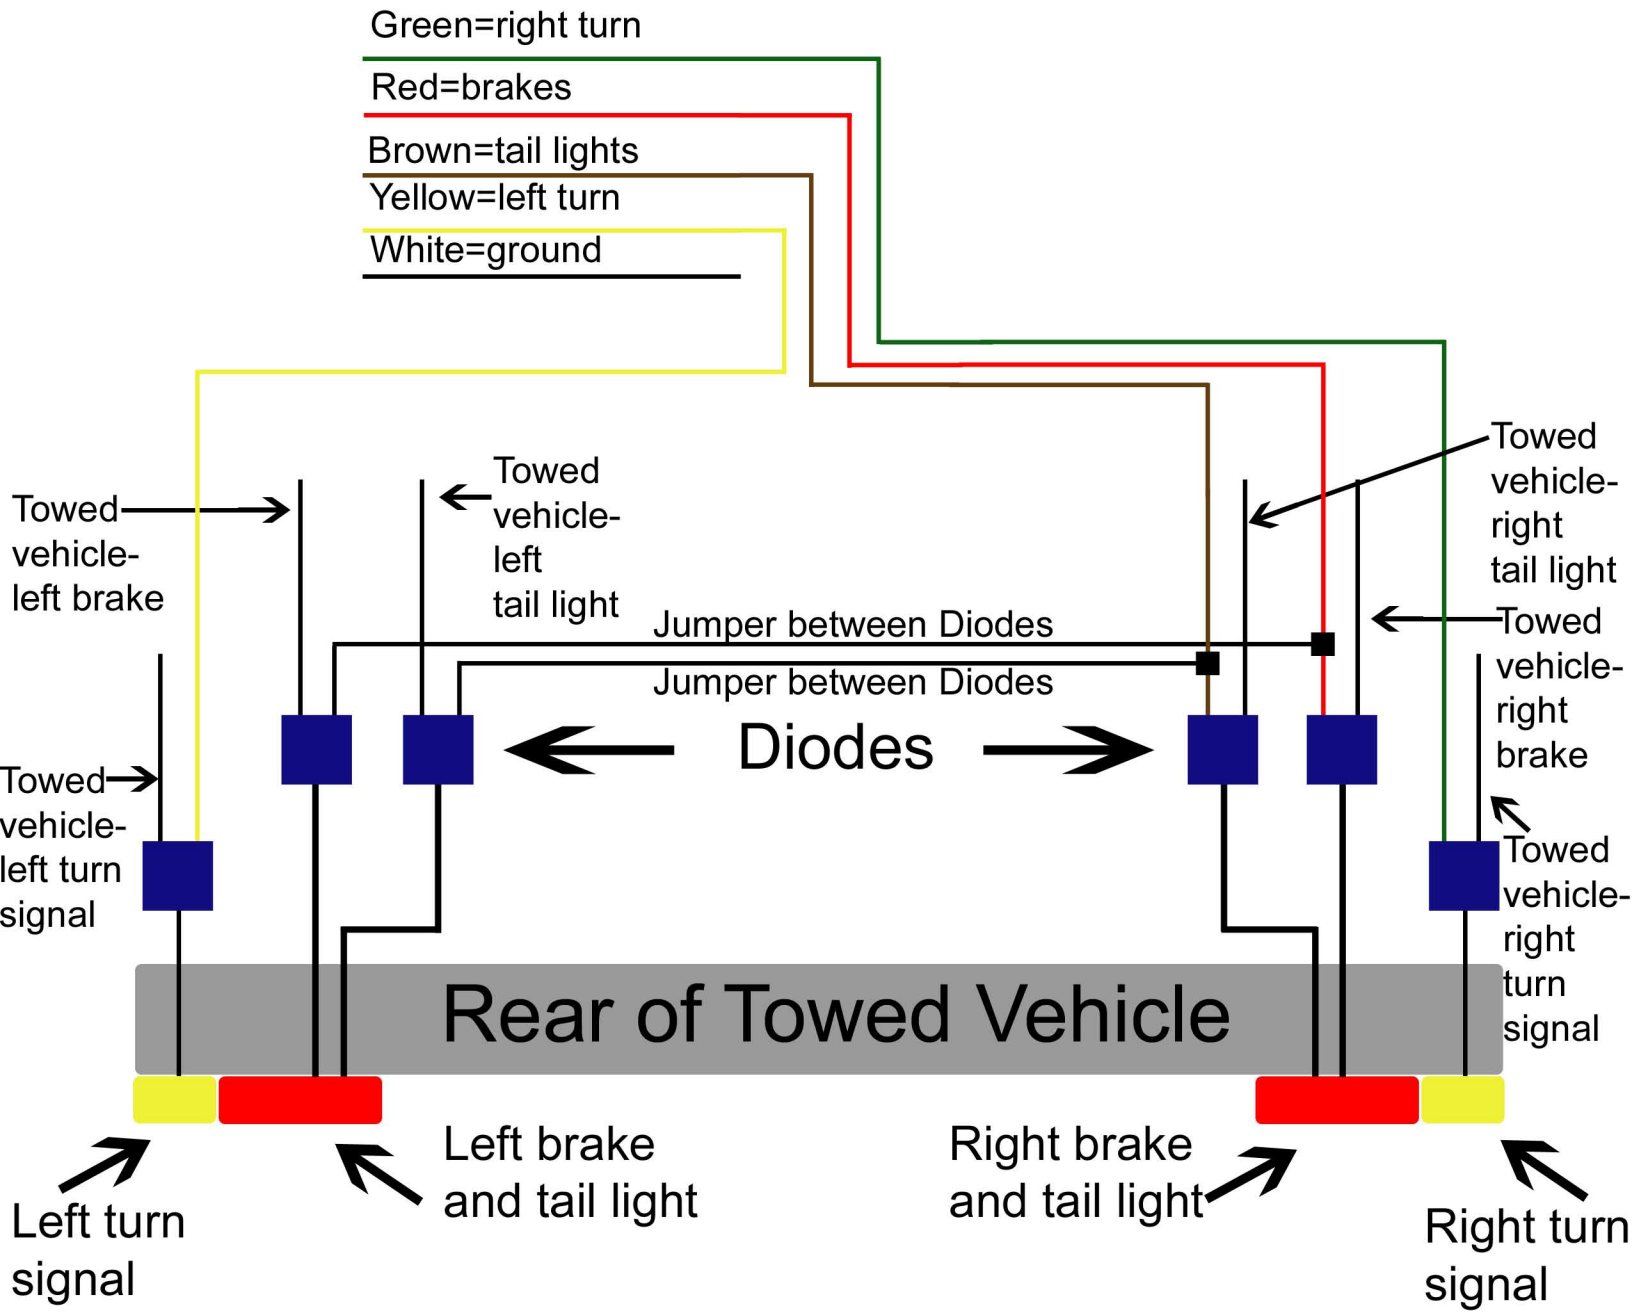 Green=right turn
Red=brakes
Brown=tail lights
Yellow=left turn
White=ground
Towed
vehicle-
left brake
Towed
vehicle-
left
tail light
Towed
vehicle-
right
tail light
Jumper between Diodes
Jumper between Diodes
Towed
vehicle-
right
brake
Diodes
Towed
vehicle-
left turn
signal
Towed
vehicle-
right
turn
signal
Rear of Towed Vehicle
Left brake
and tail light
Right brake
and tail light
Left turn
signal
Right turn
signal